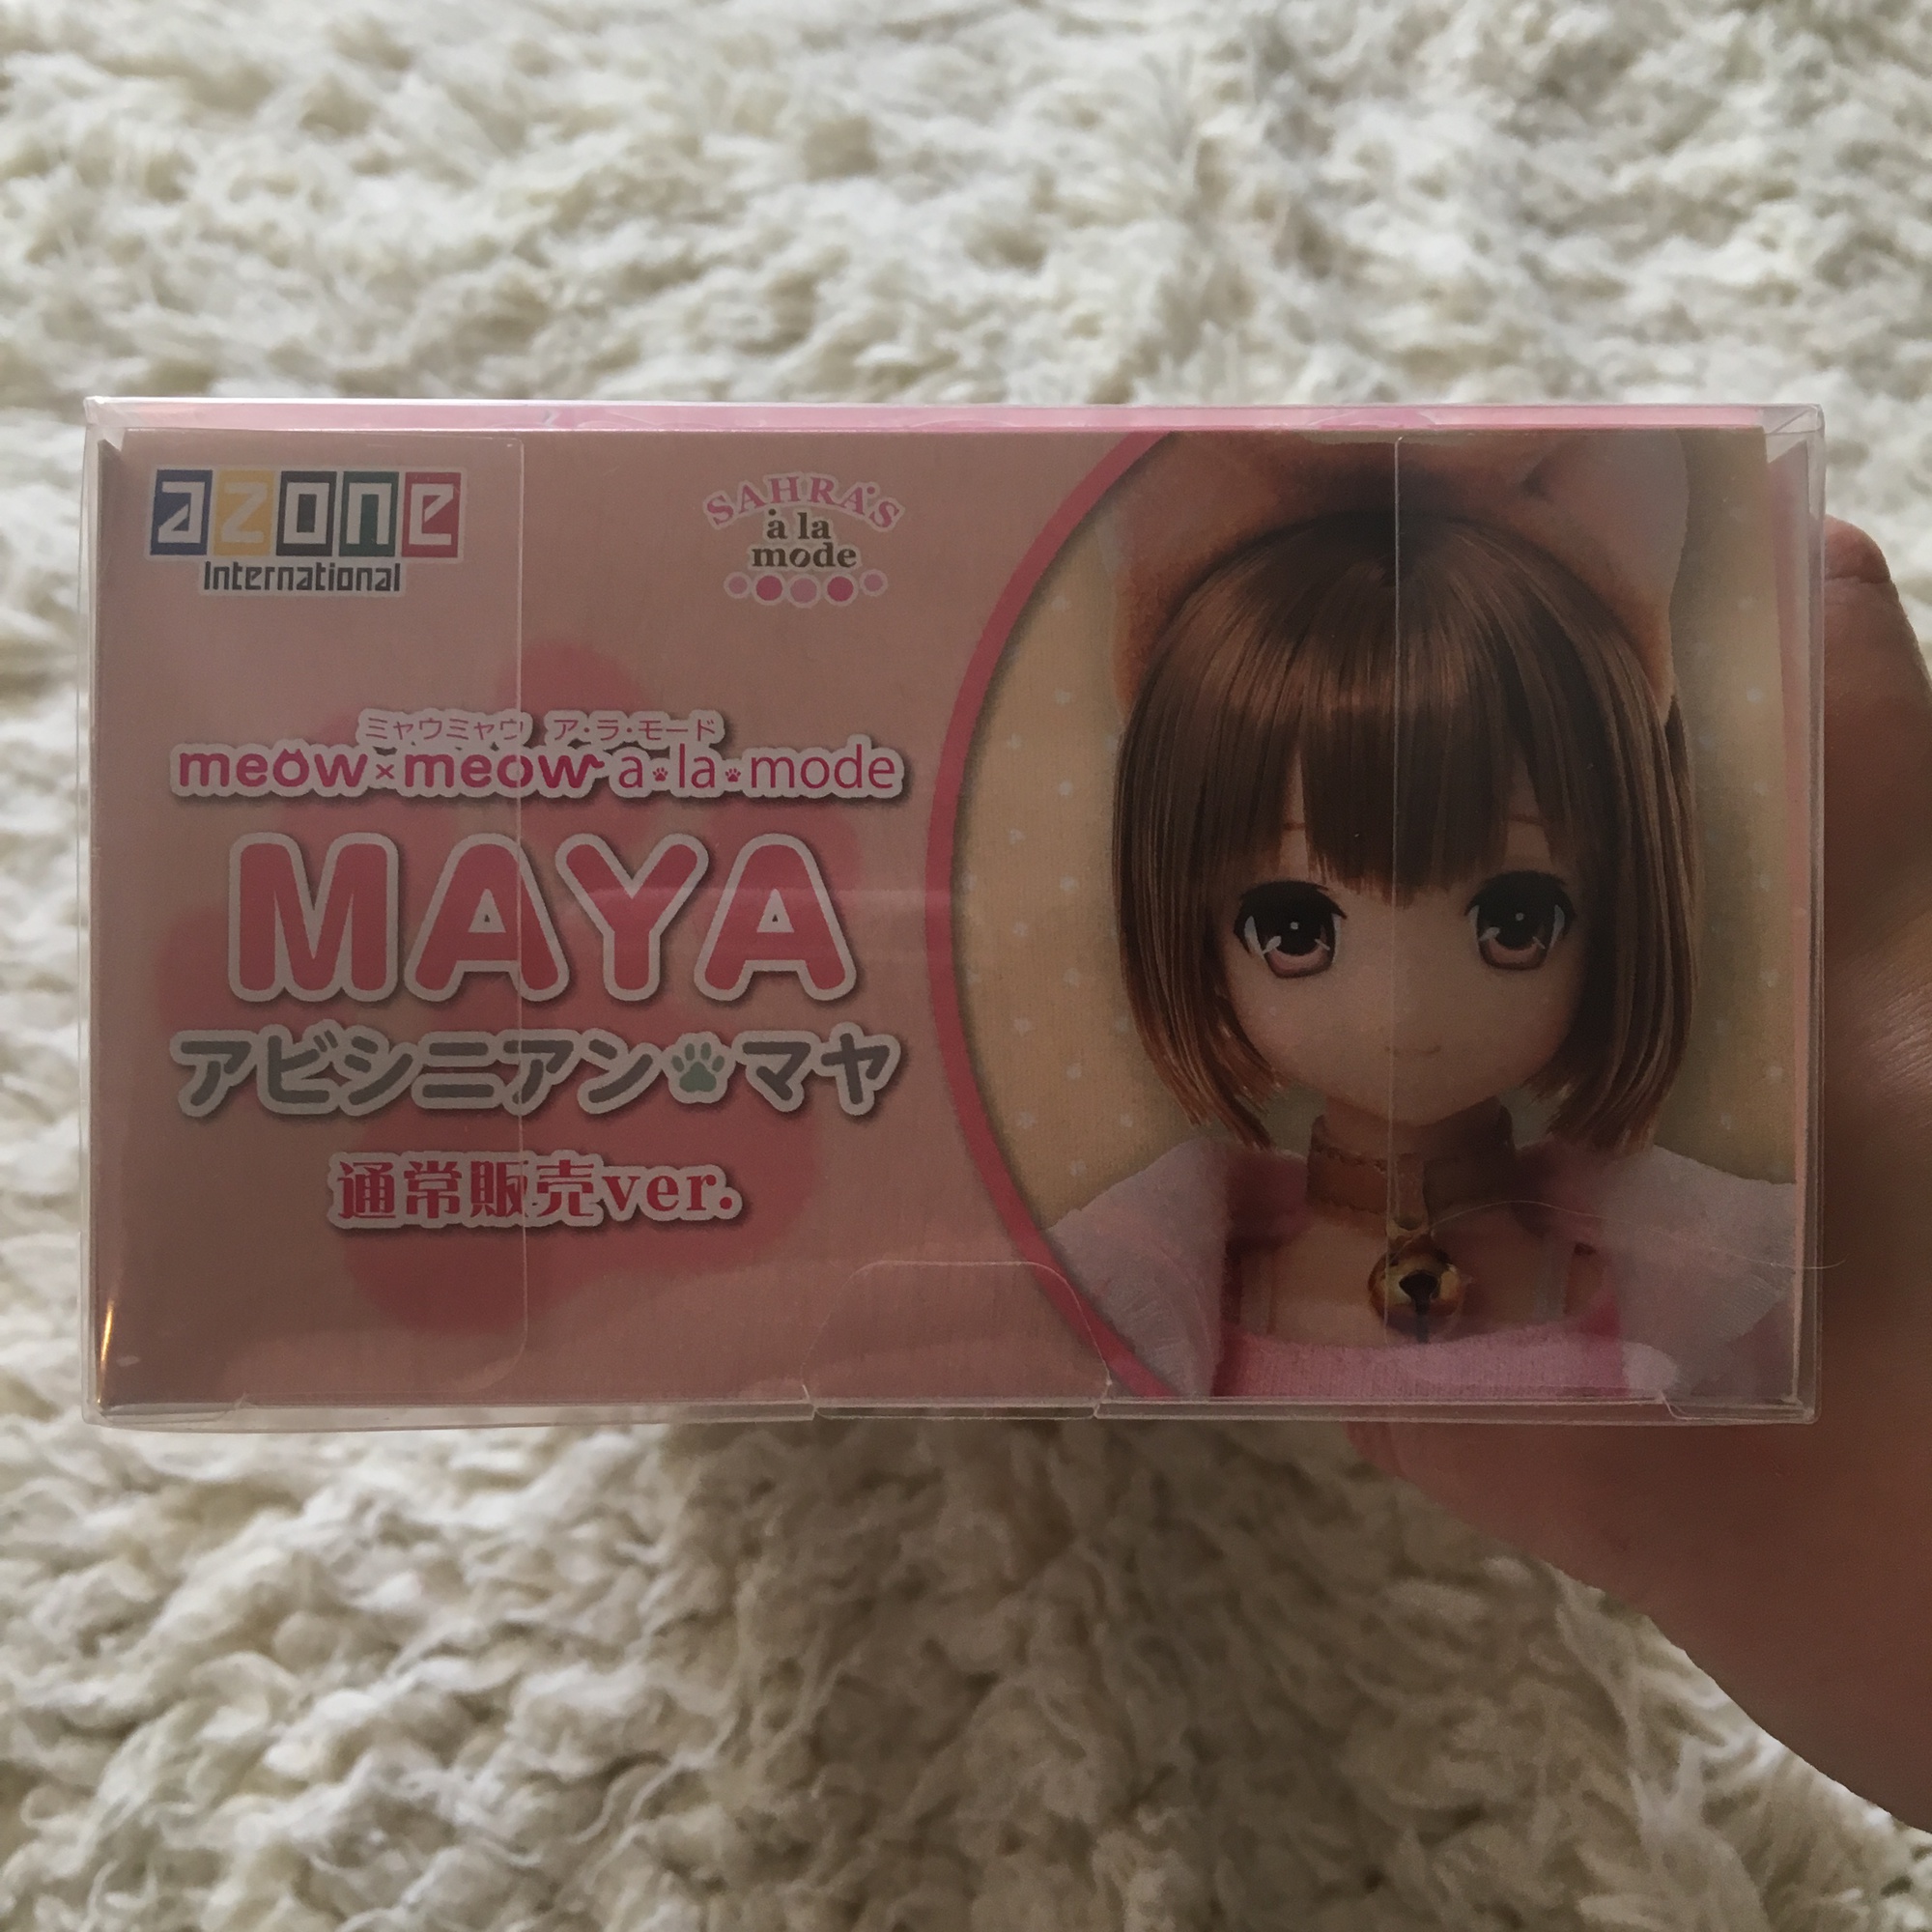 azone
International
SAHRA'S
à la
mode
ミャウミャウ ア・ラ・モード
meow×meow a・la・mode
MAYA
アビシニアン マヤ
通常販売ver.